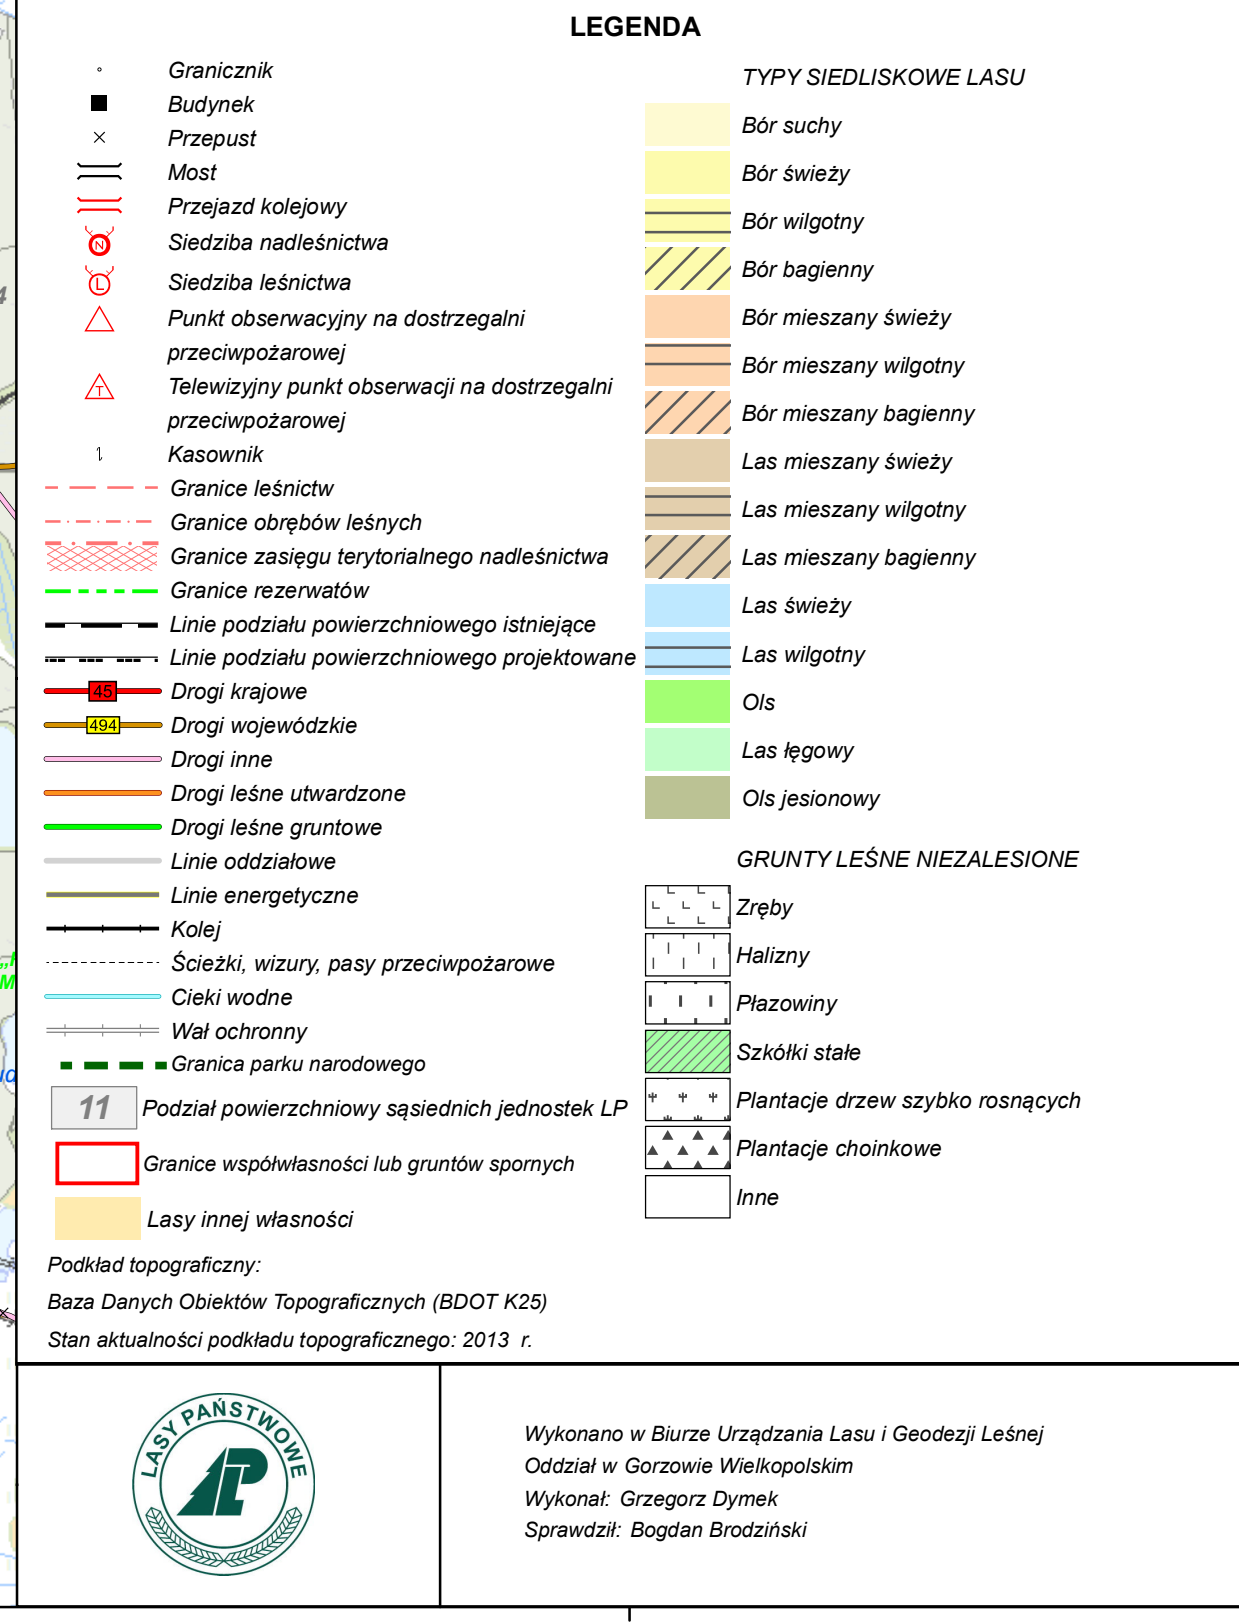 LEGENDA
Granicznik
Budynek
Przepust
Most
Przejazd kolejowy
N
Siedziba nadleśnictwa
L
Siedziba leśnictwa
Punkt obserwacyjny na dostrzegalni
przeciwpożarowej
T
Telewizyjny punkt obserwacji na dostrzegalni
przeciwpożarowej
Kasownik
Granice leśnictw
Granice obrębów leśnych
Granice zasięgu terytorialnego nadleśnictwa
Granice rezerwatów
Linie podziału powierzchniowego istniejące
Linie podziału powierzchniowego projektowane
45 Drogi krajowe
494 Drogi wojewódzkie
Drogi inne
Drogi leśne utwardzone
Drogi leśne gruntowe
Linie oddziałowe
Linie energetyczne
Kolej
Ścieżki, wizury, pasy przeciwpożarowe
Cieki wodne
Wał ochronny
Granica parku narodowego
11 Podział powierzchniowy sąsiednich jednostek LP
Granice współwłasności lub gruntów spornych
Lasy innej własności
Podkład topograficzny:
Baza Danych Obiektów Topograficznych (BDOT K25)
Stan aktualności podkładu topograficznego: 2013 r.
TYPY SIEDLISKOWE LASU
Bór suchy
Bór świeży
Bór wilgotny
Bór bagienny
Bór mieszany świeży
Bór mieszany wilgotny
Bór mieszany bagienny
Las mieszany świeży
Las mieszany wilgotny
Las mieszany bagienny
Las świeży
Las wilgotny
Ols
Las łęgowy
Ols jesionowy
GRUNTY LEŚNE NIEZALESIONE
Zręby
Halizny
Płazowiny
Szkółki stałe
Plantacje drzew szybko rosnących
Plantacje choinkowe
Inne
LASY PAŃSTWOWE
LP
Wykonano w Biurze Urządzania Lasu i Geodezji Leśnej
Oddział w Gorzowie Wielkopolskim
Wykonał: Grzegorz Dymek
Sprawdził: Bogdan Brodziński